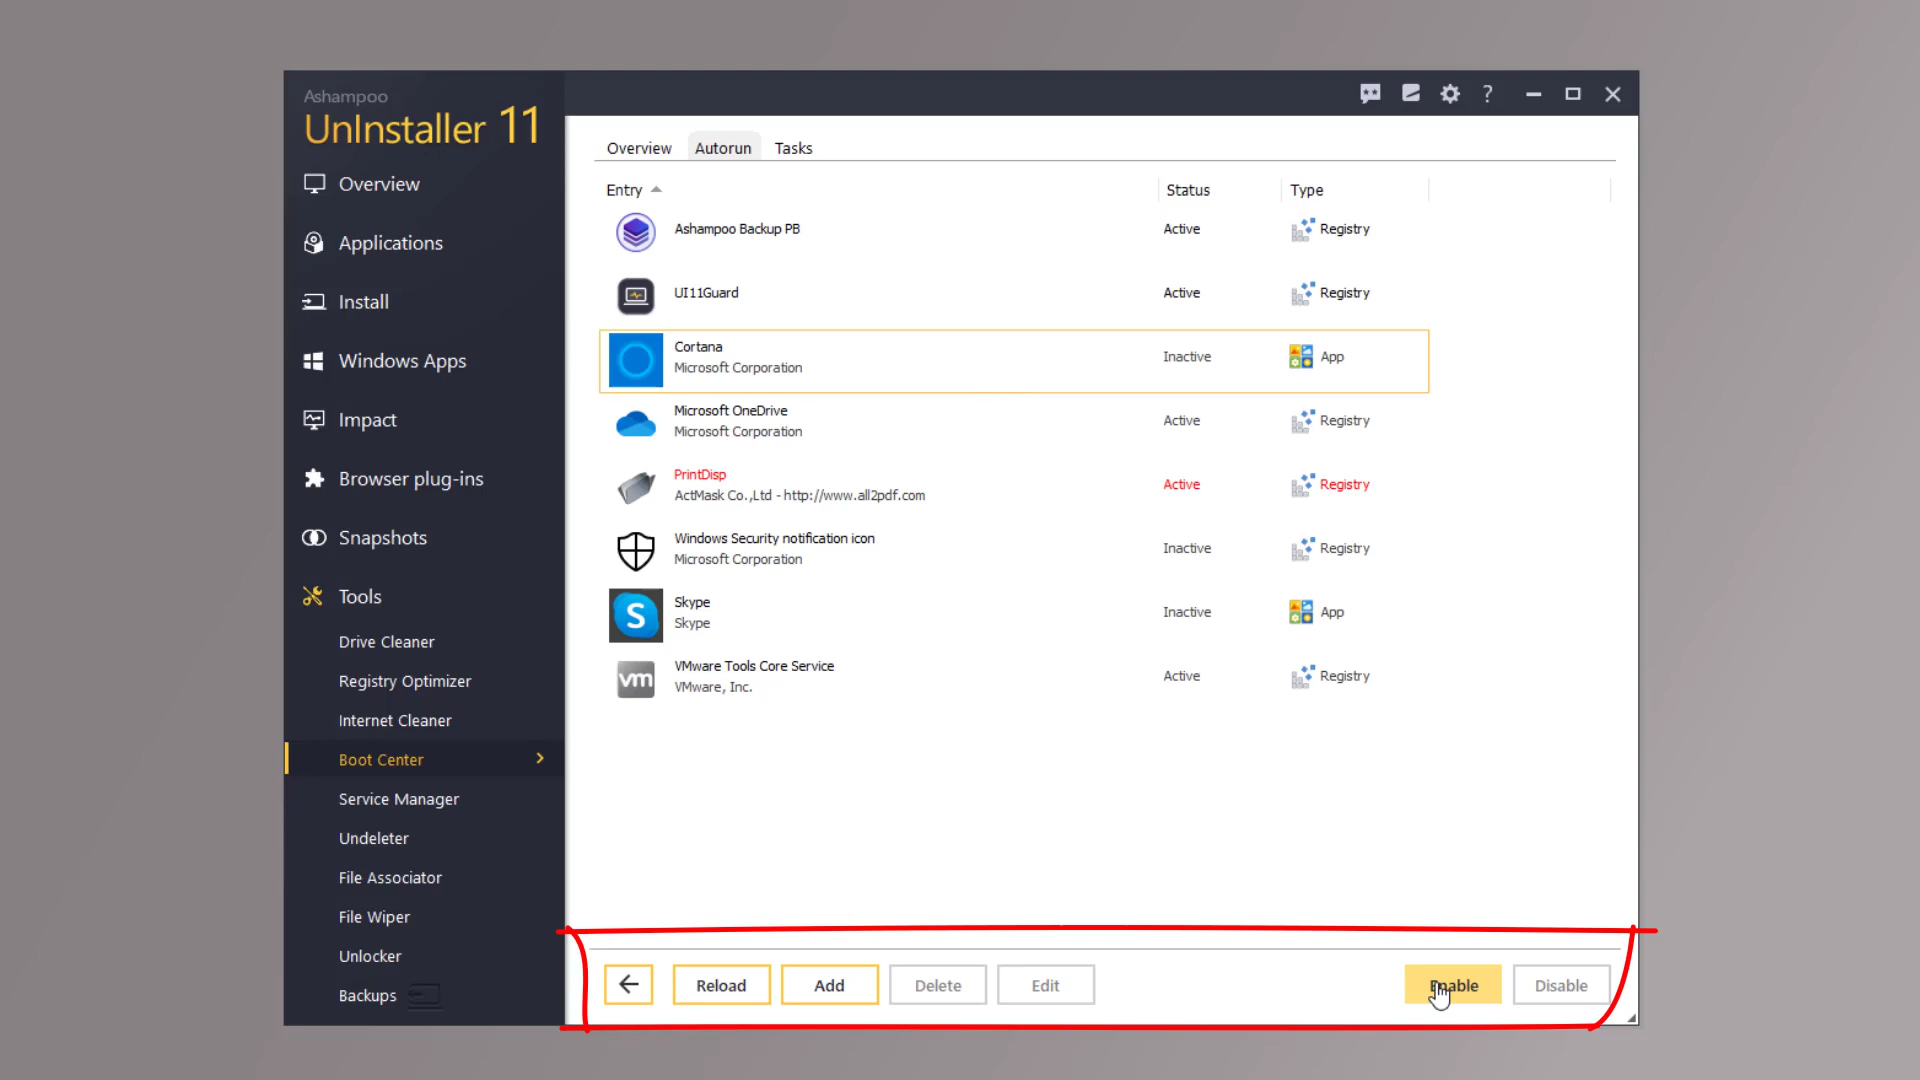 Ashampoo
UnInstaller 11
Overview
Applications
Install
Windows Apps
Impact
Browser plug-ins
Snapshots
Tools
Drive Cleaner
Registry Optimizer
Internet Cleaner
Boot Center
Service Manager
Undeleter
File Associator
File Wiper
Unlocker
Backups
?
Overview Autorun Tasks
Entry Status Type
Ashampoo Backup PB Active Registry
UI11Guard Active Registry
Cortana
Microsoft Corporation Inactive App
Microsoft OneDrive
Microsoft Corporation Active Registry
PrintDisp
ActMask Co.,Ltd - http://www.all2pdf.com Active Registry
Windows Security notification icon
Microsoft Corporation Inactive Registry
S
Skype
Skype Inactive App
vm
VMware Tools Core Service
VMware, Inc. Active Registry
Reload Add Delete Edit Enable Disable